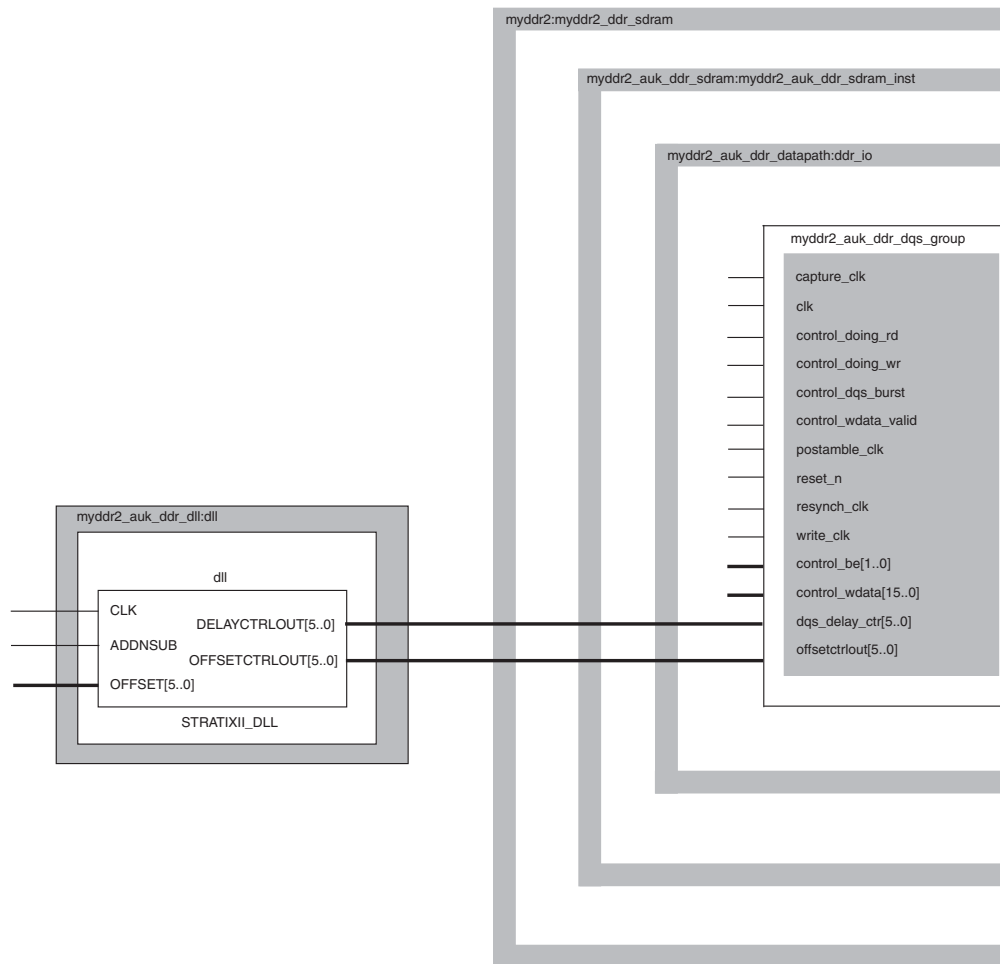 myddr2:myddr2_ddr_sdram
myddr2_auk_ddr_sdram:myddr2_auk_ddr_sdram_inst
myddr2_auk_ddr_datapath:ddr_io
myddr2_auk_ddr_dqs_group
capture_clk
clk
control_doing_rd
control_doing_wr
control_dqs_burst
control_wdata_valid
postamble_clk
reset_n
resynch_clk
write_clk
control_be[1..0]
control_wdata[15..0]
dqs_delay_ctr[5..0]
offsetctrlout[5..0]
myddr2_auk_ddr_dll:dll
dll
CLK
DELAYCTRLOUT[5..0]
ADDNSUB
OFFSETCTRLOUT[5..0]
OFFSET[5..0]
STRATIXII_DLL